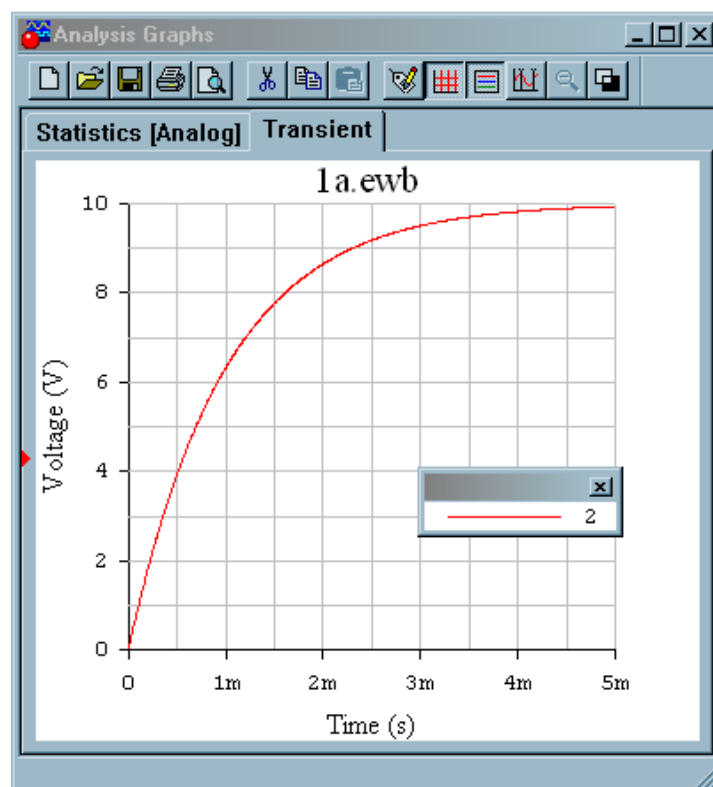 Analysis Graphs
Statistics [Analog] Transient
1a.ewb
10
8
6
4
2
0
Voltage (V)
2
0 1m 2m 3m 4m 5m
Time (s)